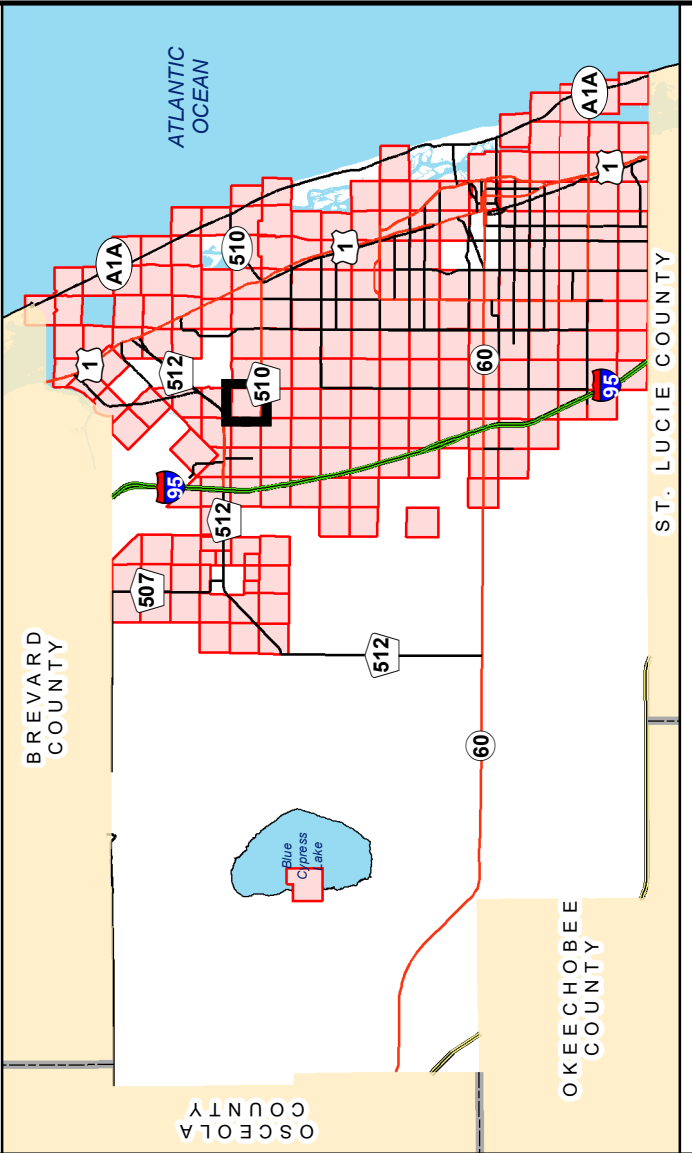 ATLANTIC
OCEAN
BREVARD
COUNTY
A1A
1
512
510
510
1
A1A
1
95
512
507
512
60
95
60
Blue
Cypress
Lake
ST. LUCIE COUNTY
OKEECHOBEE
COUNTY
OSCEOLA
COUNTY